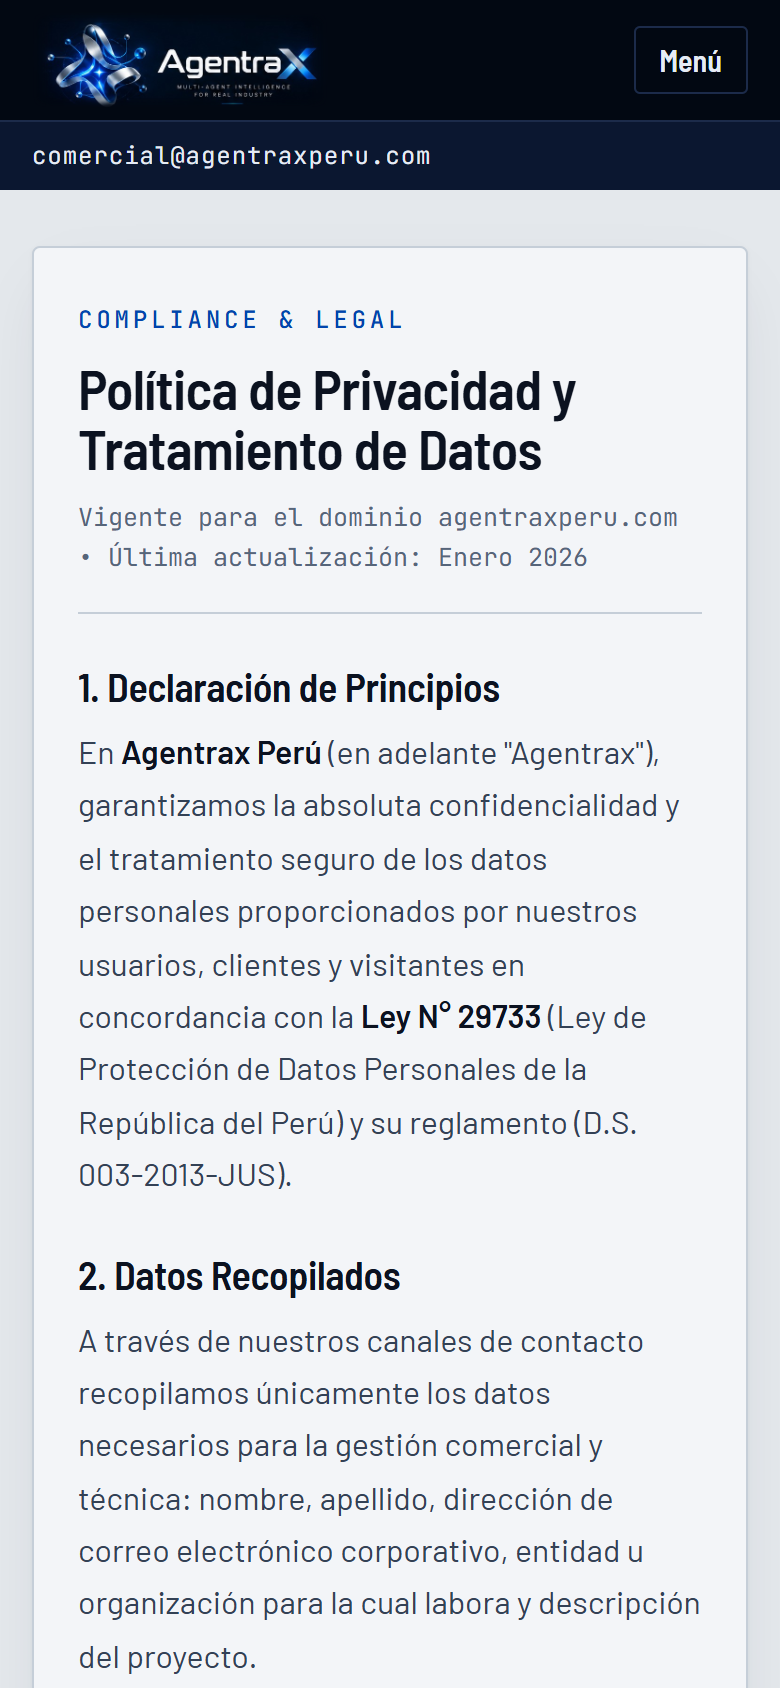 AgentraX
MULTI-AGENT INTELLIGENCE
FOR REAL INDUSTRY
Menú
comercial@agentraxperu.com
COMPLIANCE & LEGAL
Política de Privacidad y
Tratamiento de Datos
Vigente para el dominio agentraxperu.com
• Última actualización: Enero 2026
1. Declaración de Principios
En Agentrax Perú (en adelante "Agentrax"),
garantizamos la absoluta confidencialidad y
el tratamiento seguro de los datos
personales proporcionados por nuestros
usuarios, clientes y visitantes en
concordancia con la Ley N° 29733 (Ley de
Protección de Datos Personales de la
República del Perú) y su reglamento (D.S.
003-2013-JUS).
2. Datos Recopilados
A través de nuestros canales de contacto
recopilamos únicamente los datos
necesarios para la gestión comercial y
técnica: nombre, apellido, dirección de
correo electrónico corporativo, entidad u
organización para la cual labora y descripción
del proyecto.